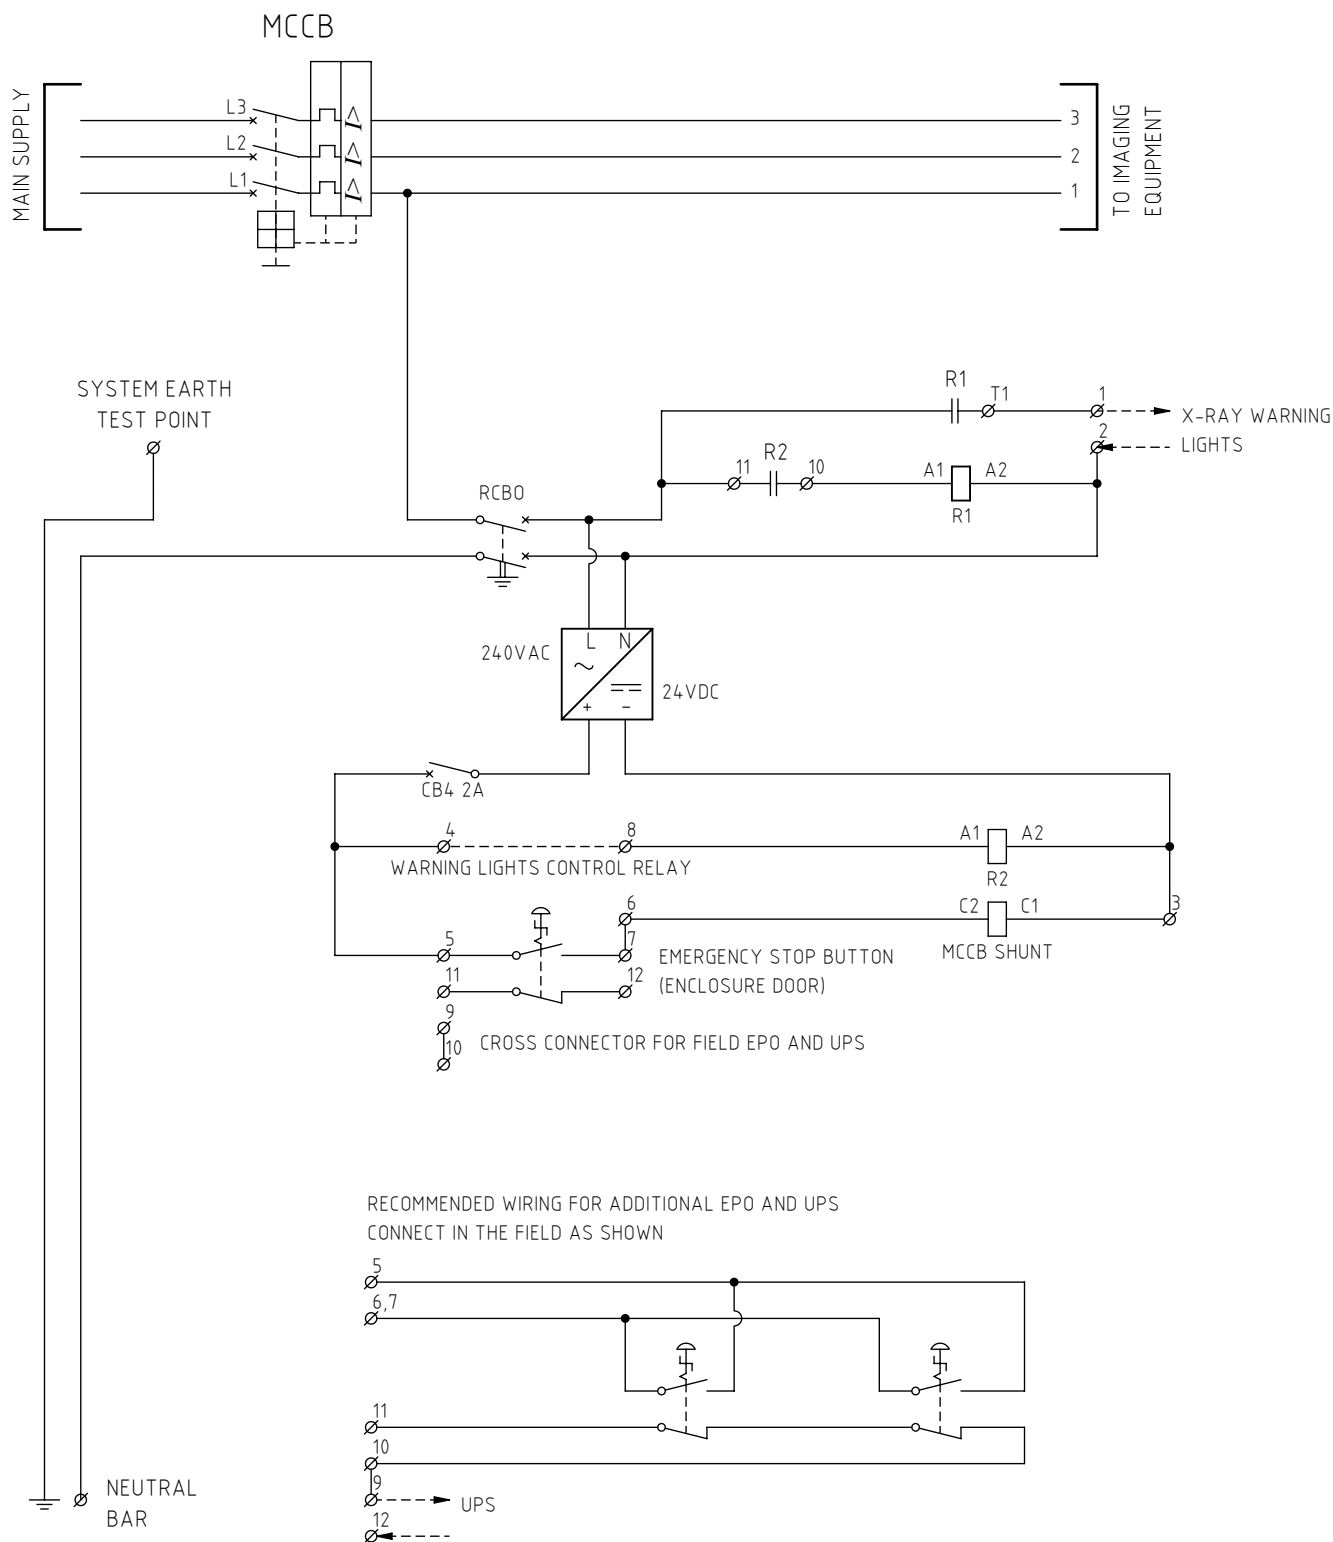 MCCB
MAIN SUPPLY
L3
L2
L1
I>
I>
I>
3
2
1
TO IMAGING
EQUIPMENT
SYSTEM EARTH
TEST POINT
R1
T1
1
X-RAY WARNING
2
LIGHTS
11
R2
10
A1
A2
R1
RCBO
L
N
240VAC
24VDC
+
-
CB4 2A
4
8
A1
A2
WARNING LIGHTS CONTROL RELAY
R2
6
C2
C1
3
5
7
EMERGENCY STOP BUTTON
(ENCLOSURE DOOR)
MCCB SHUNT
11
12
9
10
CROSS CONNECTOR FOR FIELD EPO AND UPS
RECOMMENDED WIRING FOR ADDITIONAL EPO AND UPS
CONNECT IN THE FIELD AS SHOWN
5
6,7
11
10
9
UPS
12
NEUTRAL
BAR